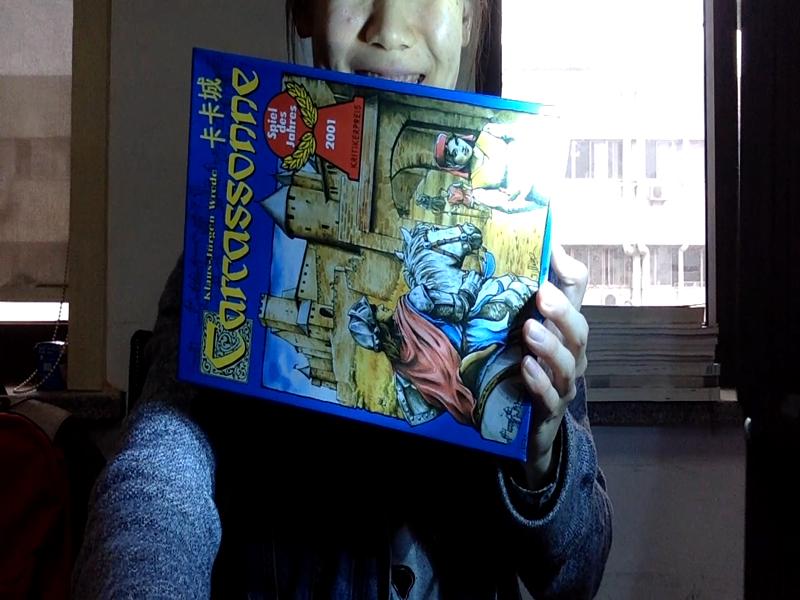 Klaus-Jürgen Wrede
卡卡城
Carcassonne
Spiel
des
Jahres
2001
KRITIKERPREIS